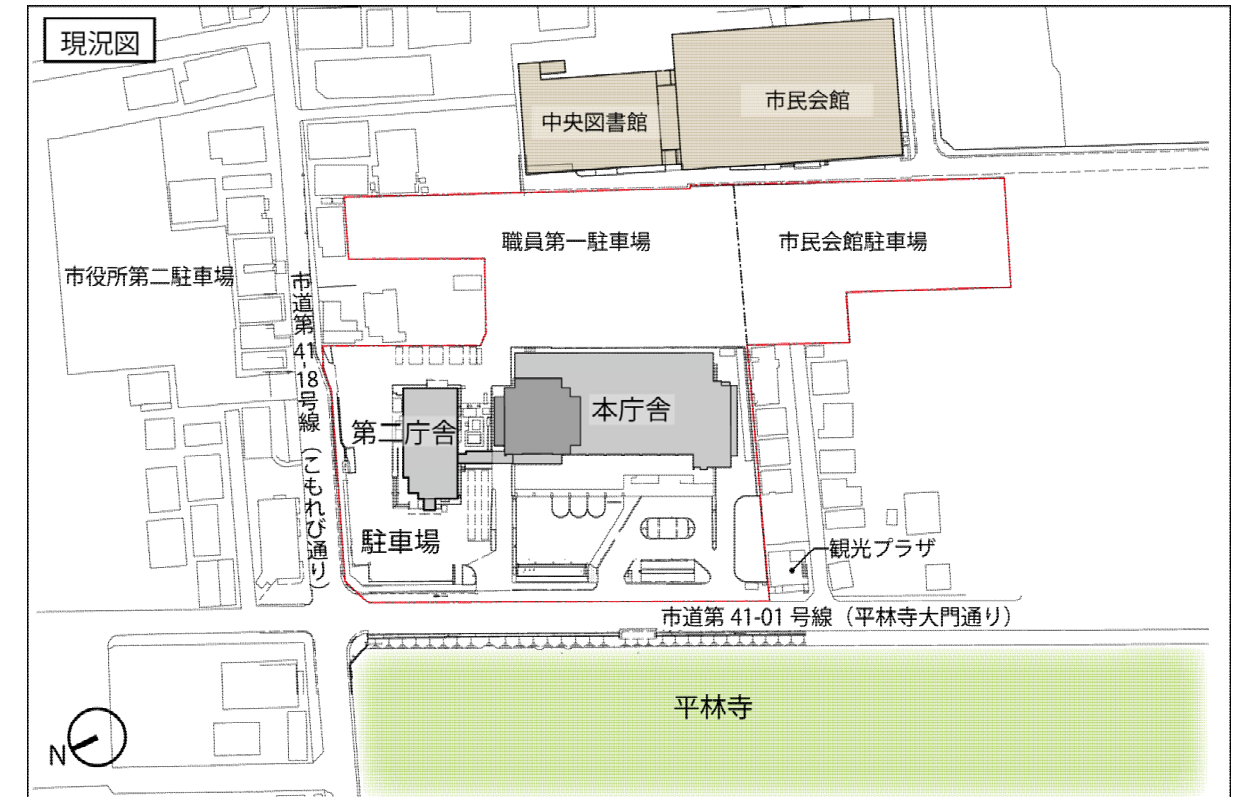 現況図
中央図書館
市民会館
職員第一駐車場
市民会館駐車場
市役所第二駐車場
市道第41-18号線（こもれび通り）
本庁舎
第二庁舎
駐車場
観光プラザ
市道第 41-01 号線（平林寺大門通り）
平林寺
N